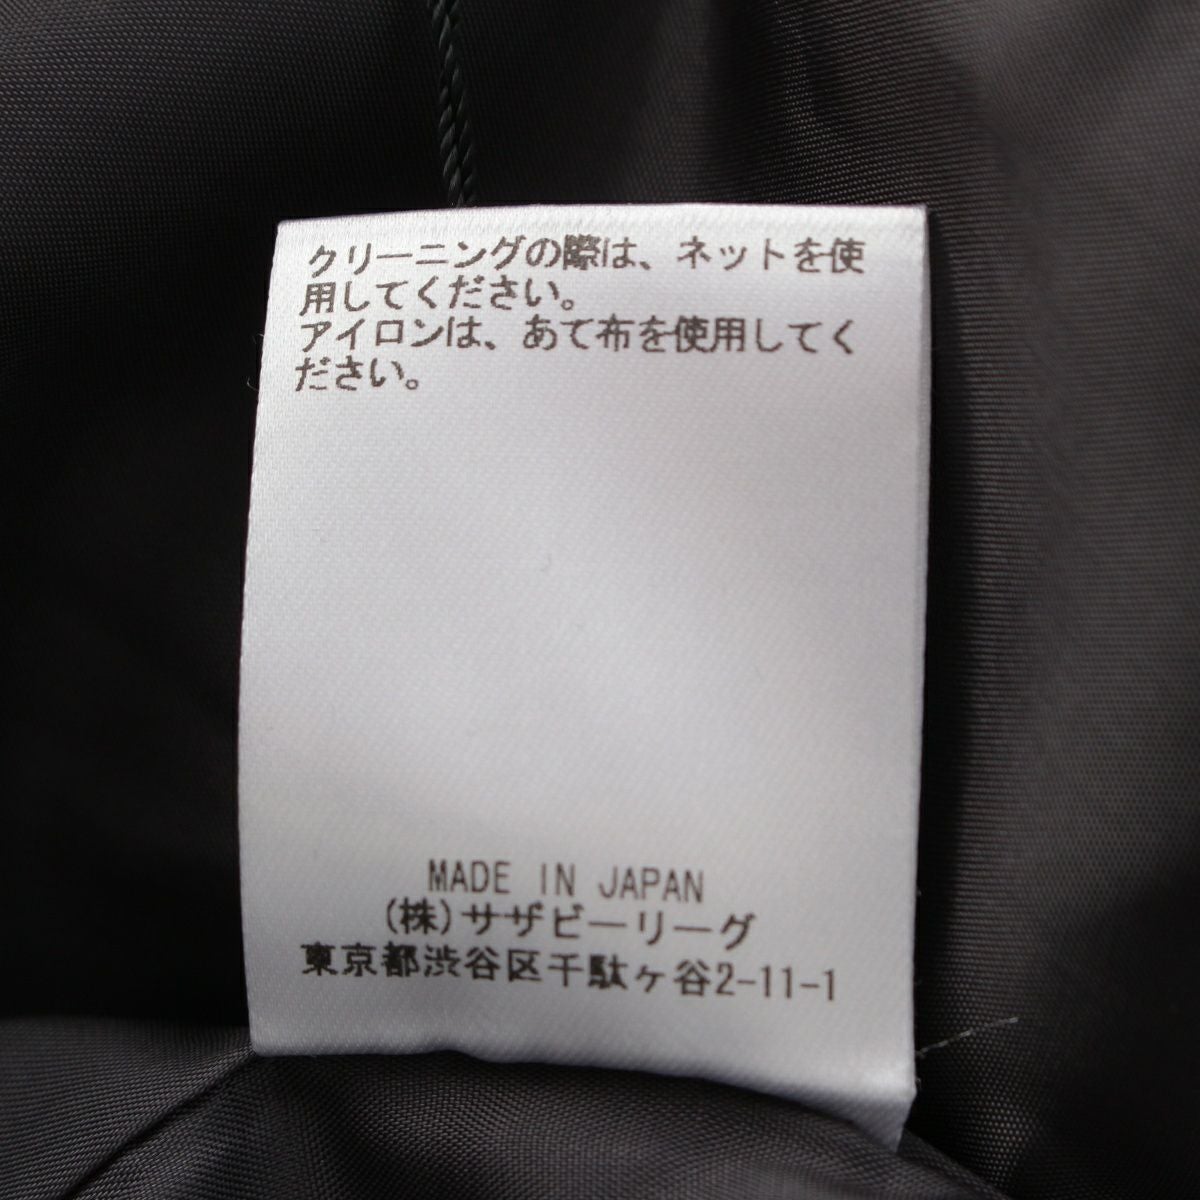 クリーニングの際は、ネットを使
用してください。
アイロンは、あて布を使用してく
ださい。
MADE IN JAPAN
(株)サザビーリーグ
東京都渋谷区千駄ヶ谷2-11-1